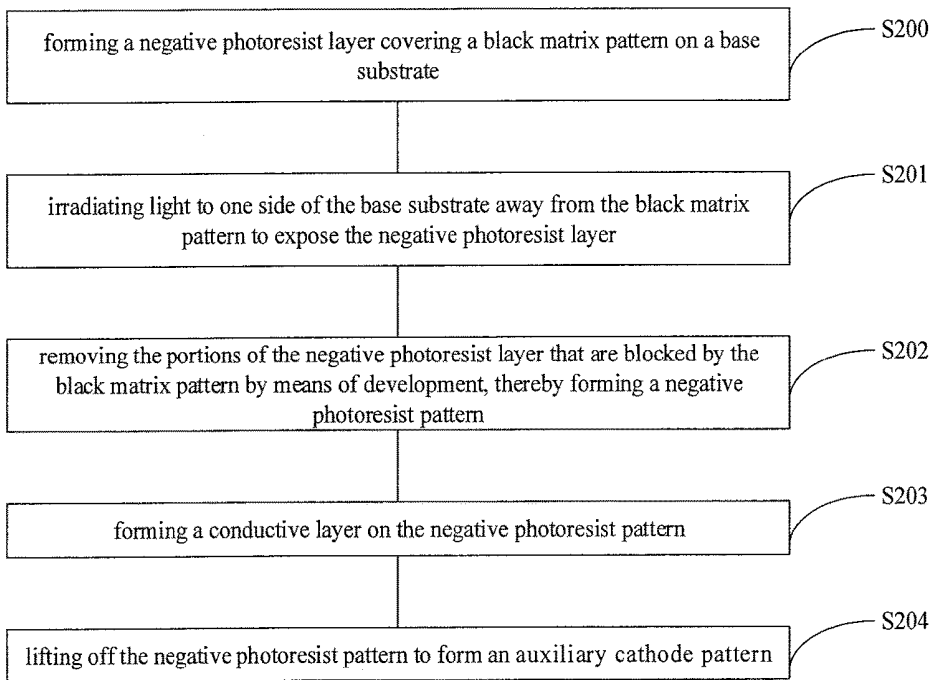 forming a negative photoresist layer covering a black matrix pattern on a base
substrate
S200
irradiating light to one side of the base substrate away from the black matrix
pattern to expose the negative photoresist layer
S201
removing the portions of the negative photoresist layer that are blocked by the
black matrix pattern by means of development, thereby forming a negative
photoresist pattern
S202
forming a conductive layer on the negative photoresist pattern
S203
lifting off the negative photoresist pattern to form an auxiliary cathode pattern
S204